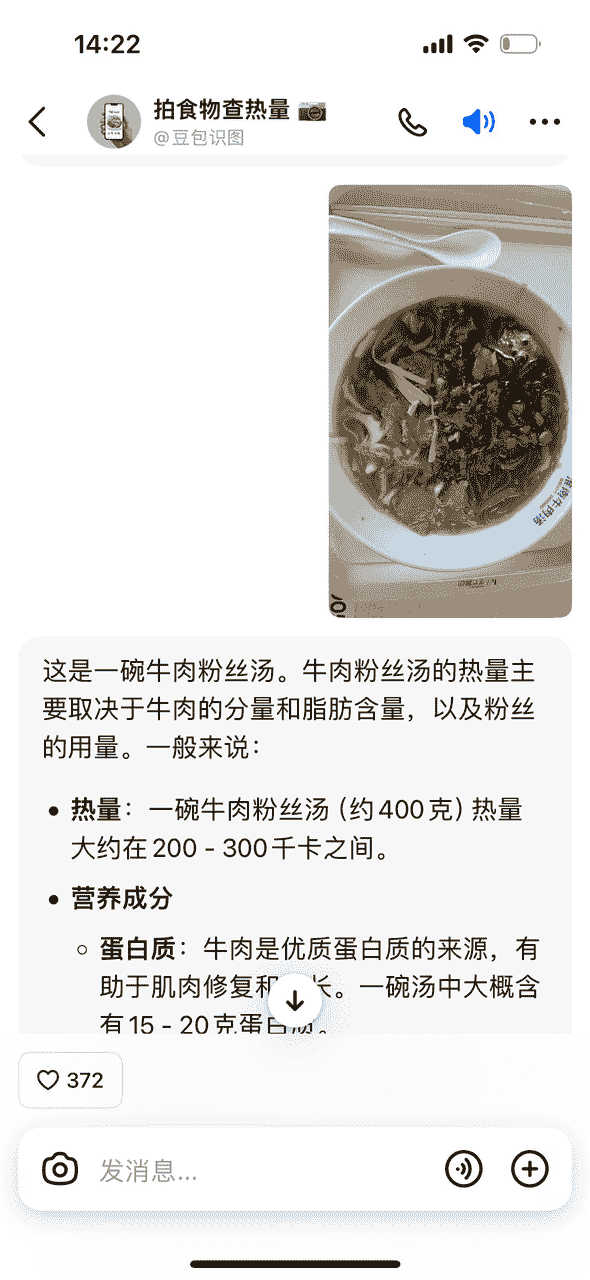 14:22
拍食物查热量
@豆包识图
淮南牛肉汤
这是一碗牛肉粉丝汤。牛肉粉丝汤的热量主
要取决于牛肉的分量和脂肪含量，以及粉丝
的用量。一般来说：
• 热量：一碗牛肉粉丝汤（约400克）热量
大约在200 - 300千卡之间。
• 营养成分
◦ 蛋白质：牛肉是优质蛋白质的来源，有
助于肌肉修复和 长。一碗汤中大概含
有15 - 20克蛋白质。
372
发消息...